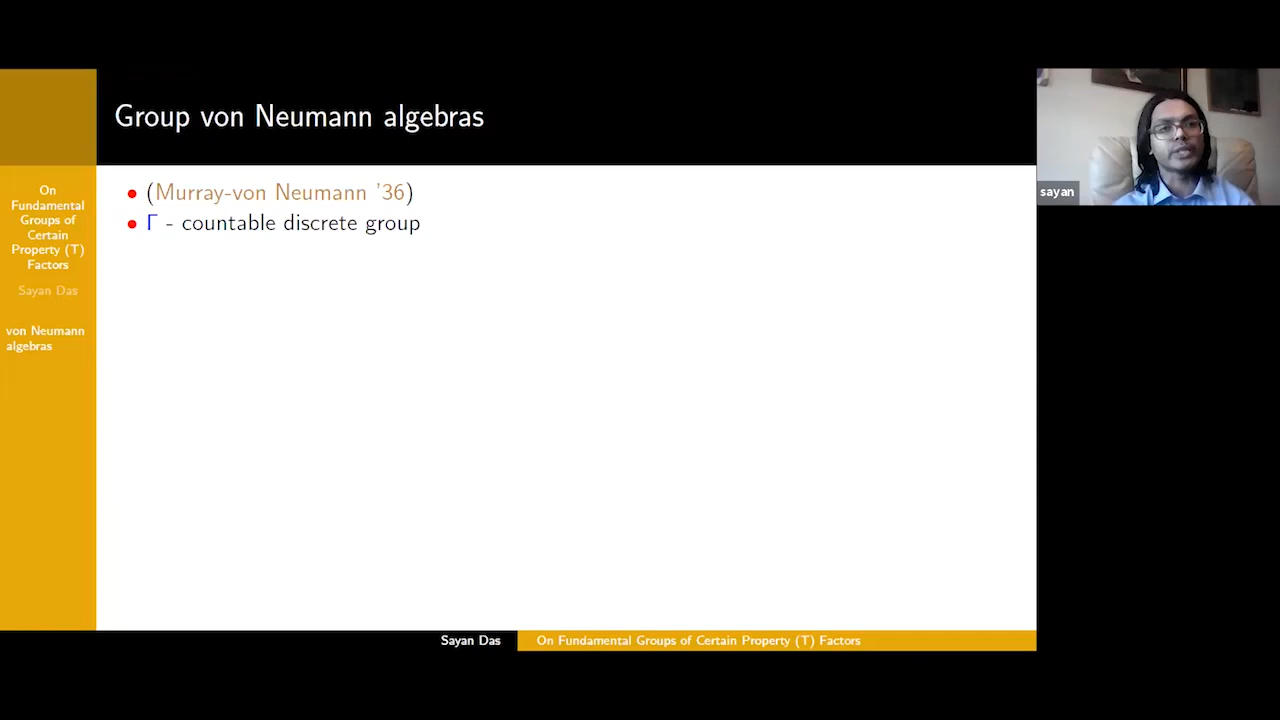 Group von Neumann algebras
On
Fundamental
Groups of
Certain
Property (T)
Factors
Sayan Das
von Neumann
algebras
• (Murray-von Neumann '36)
• Γ - countable discrete group
sayan
Sayan Das
On Fundamental Groups of Certain Property (T) Factors